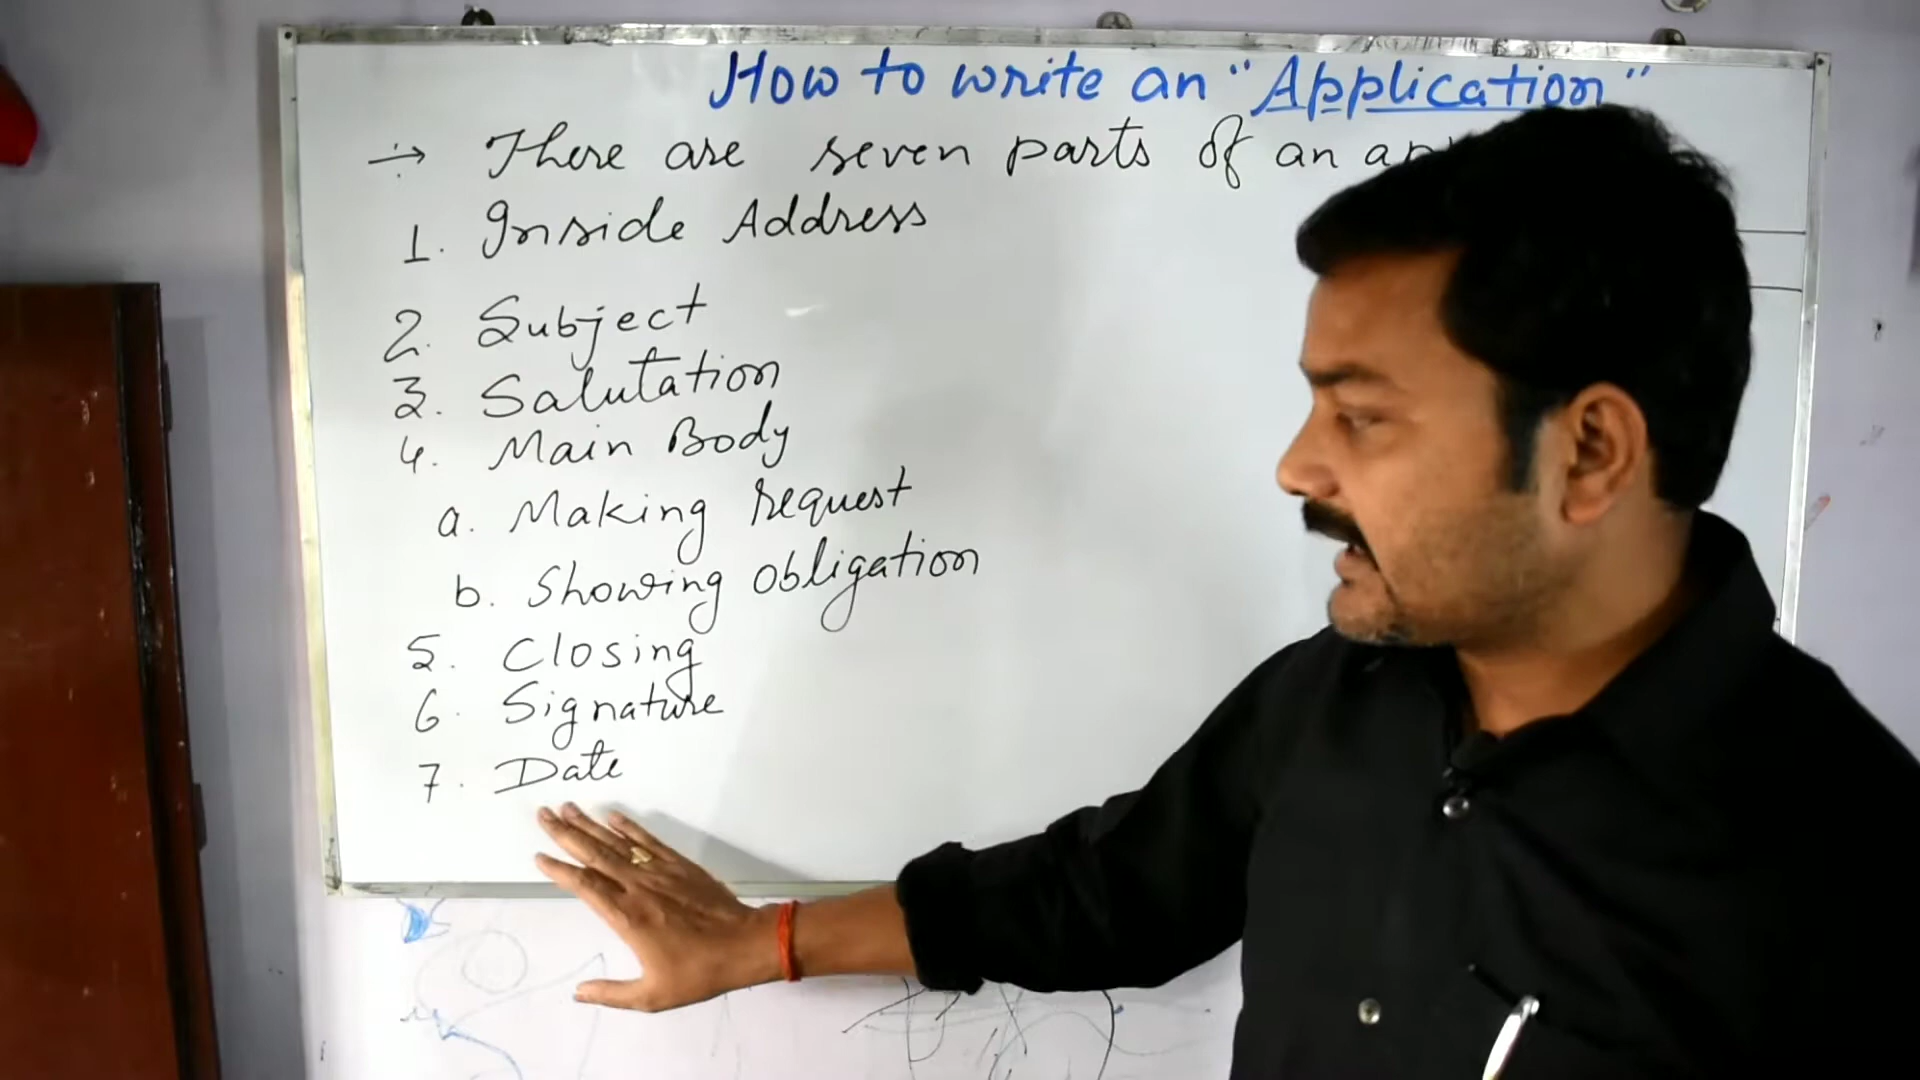 How to write an "Application"
There are seven parts of an
1. Inside Address
2. Subject
3. Salutation
4. Main Body
a. Making request
b. Showing obligation
5. Closing
6. Signature
7. Date